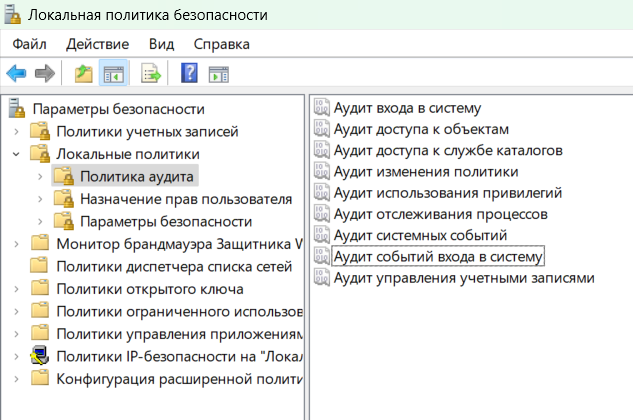 Локальная политика безопасности
Файл Действие Вид Справка
Параметры безопасности
Политики учетных записей
Локальные политики
Политика аудита
Назначение прав пользователя
Параметры безопасности
Монитор брандмауэра Защитника W
Политики диспетчера списка сетей
Политики открытого ключа
Политики ограниченного использов
Политики управления приложениям
Политики IP-безопасности на "Локал
Конфигурация расширенной полити
Аудит входа в систему
Аудит доступа к объектам
Аудит доступа к службе каталогов
Аудит изменения политики
Аудит использования привилегий
Аудит отслеживания процессов
Аудит системных событий
Аудит событий входа в систему
Аудит управления учетными записями